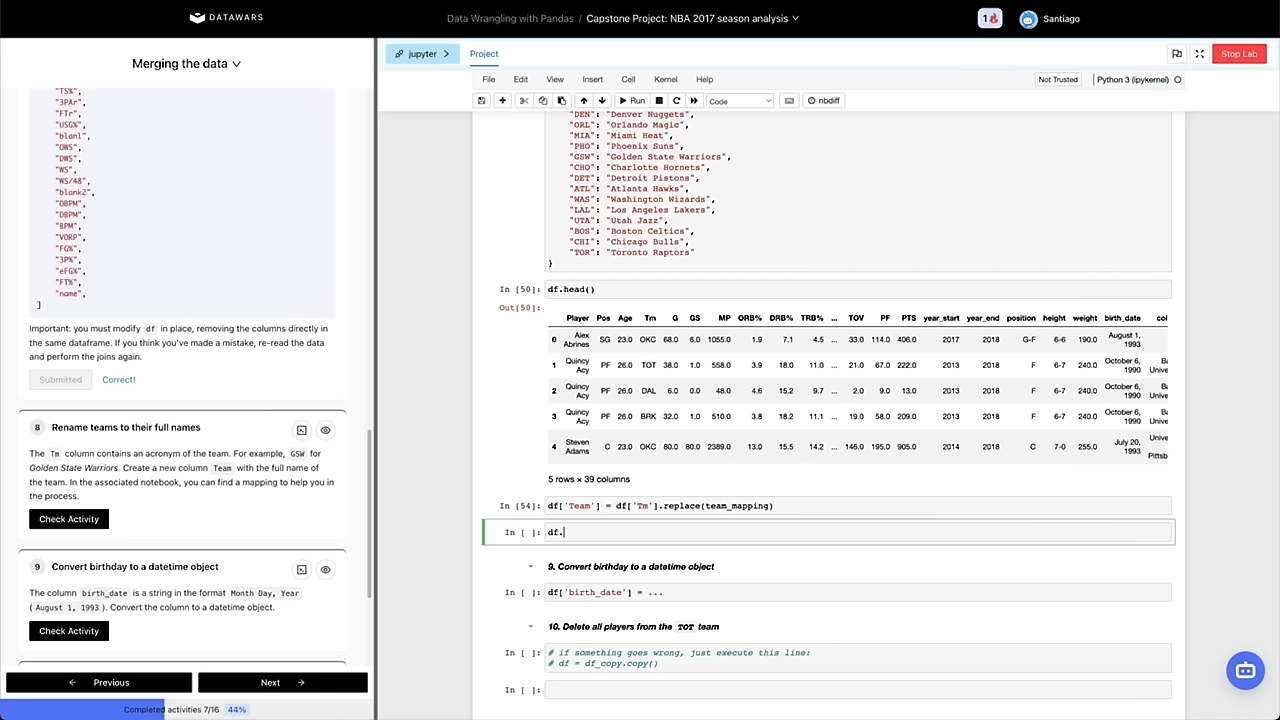 DATAWARS
Data Wrangling with Pandas / Capstone Project: NBA 2017 season analysis
1
Santiago
Merging the data
jupyter
Project
Stop Lab
File Edit View Insert Cell Kernel Help
Not Trusted
Python 3 (ipykernel)
Run
Code
nbdiff
"TS%",
"3PAr",
"FTr",
"USG%",
"blanl",
"OWS",
"DWS",
"WS",
"WS/48",
"blank2",
"OBPM",
"DBPM",
"BPM",
"VORP",
"FG%",
"3P%",
"eFG%",
"FT%",
"name",
]
Important: you must modify df in place, removing the columns directly in
the same dataframe. If you think you've made a mistake, re-read the data
and perform the joins again.
Submitted
Correct!
8 Rename teams to their full names
The Tm column contains an acronym of the team. For example, GSW for
Golden State Warriors. Create a new column Team with the full name of
the team. In the associated notebook, you can find a mapping to help you in
the process.
Check Activity
9 Convert birthday to a datetime object
The column birth_date is a string in the format Month Day, Year
(August 1, 1993). Convert the column to a datetime object.
Check Activity
Previous
Next
Completed activities 7/16 44%
"DEN": "Denver Nuggets",
"ORL": "Orlando Magic",
"MIA": "Miami Heat",
"PHO": "Phoenix Suns",
"GSW": "Golden State Warriors",
"CHO": "Charlotte Hornets",
"DET": "Detroit Pistons",
"ATL": "Atlanta Hawks",
"WAS": "Washington Wizards",
"LAL": "Los Angeles Lakers",
"UTA": "Utah Jazz",
"BOS": "Boston Celtics",
"CHI": "Chicago Bulls",
"TOR": "Toronto Raptors"
}
In [50]: df.head()
Out[50]:
Player Pos Age Tm G GS MP ORB% DRB% TRB% ... TOV PF PTS year_start year_end position height weight birth_date col
0 Alex Abrines SG 23.0 OKC 68.0 6.0 1055.0 1.9 7.1 4.5 ... 33.0 114.0 406.0 2017 2018 G-F 6-6 190.0 August 1, 1993
1 Quincy Acy PF 26.0 TOT 38.0 1.0 558.0 3.9 18.0 11.0 ... 21.0 67.0 222.0 2013 2018 F 6-7 240.0 October 6, 1990 Ba Unive
2 Quincy Acy PF 26.0 DAL 6.0 0.0 48.0 4.6 15.2 9.7 ... 2.0 9.0 13.0 2013 2018 F 6-7 240.0 October 6, 1990 Ba Unive
3 Quincy Acy PF 26.0 BRK 32.0 1.0 510.0 3.8 18.2 11.1 ... 19.0 58.0 209.0 2013 2018 F 6-7 240.0 October 6, 1990 Ba Unive
4 Steven Adams C 23.0 OKC 80.0 80.0 2389.0 13.0 15.5 14.2 ... 146.0 195.0 905.0 2014 2018 C 7-0 255.0 July 20, 1993 Unive Pittsb
5 rows × 39 columns
In [54]: df['Team'] = df['Tm'].replace(team_mapping)
In [ ]: df.
9. Convert birthday to a datetime object
In [ ]: df['birth_date'] = ...
10. Delete all players from the TOT team
In [ ]: # if something goes wrong, just execute this line:
# df = df_copy.copy()
In [ ]: